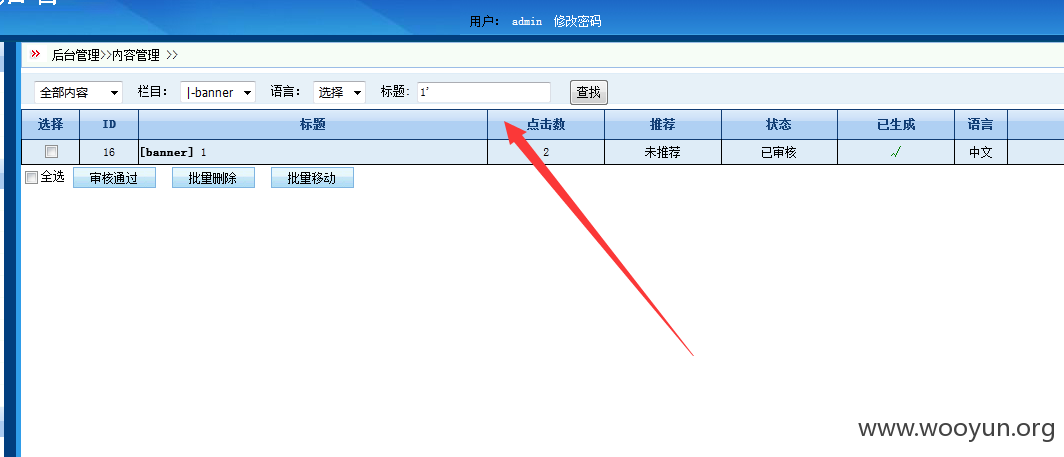 用户： admin 修改密码
后台管理>>内容管理 >>
全部内容 栏目： |-banner 语言： 选择 标题: 1' 查找
选择 ID 标题 点击数 推荐 状态 已生成 语言
16 [banner] 1 2 未推荐 已审核 √ 中文
全选 审核通过 批量删除 批量移动
www.wooyun.org